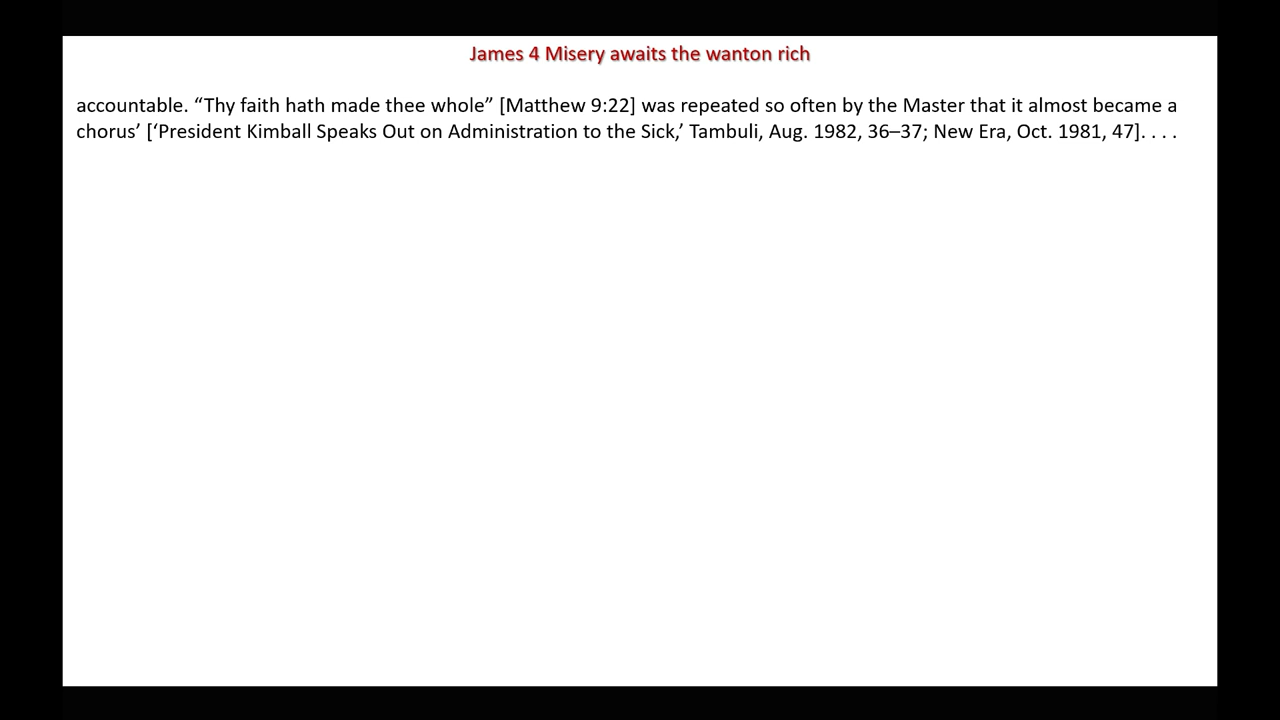 James 4 Misery awaits the wanton rich
accountable. “Thy faith hath made thee whole” [Matthew 9:22] was repeated so often by the Master that it almost became a
chorus’ [‘President Kimball Speaks Out on Administration to the Sick,’ Tambuli, Aug. 1982, 36–37; New Era, Oct. 1981, 47]. . . .